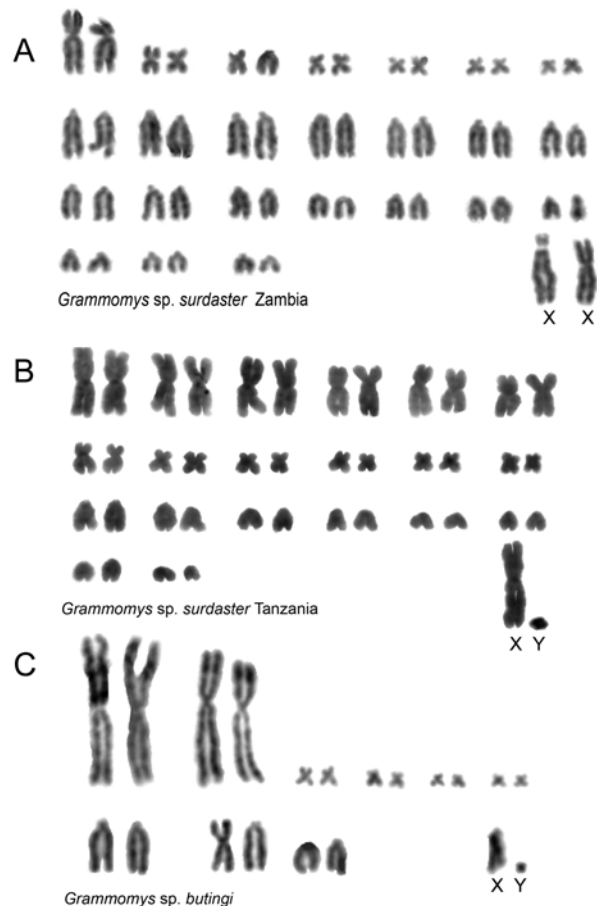 A
Grammomys sp. surdaster Zambia
X X
B
Grammomys sp. surdaster Tanzania
X Y
C
X Y
Grammomys sp. butingi